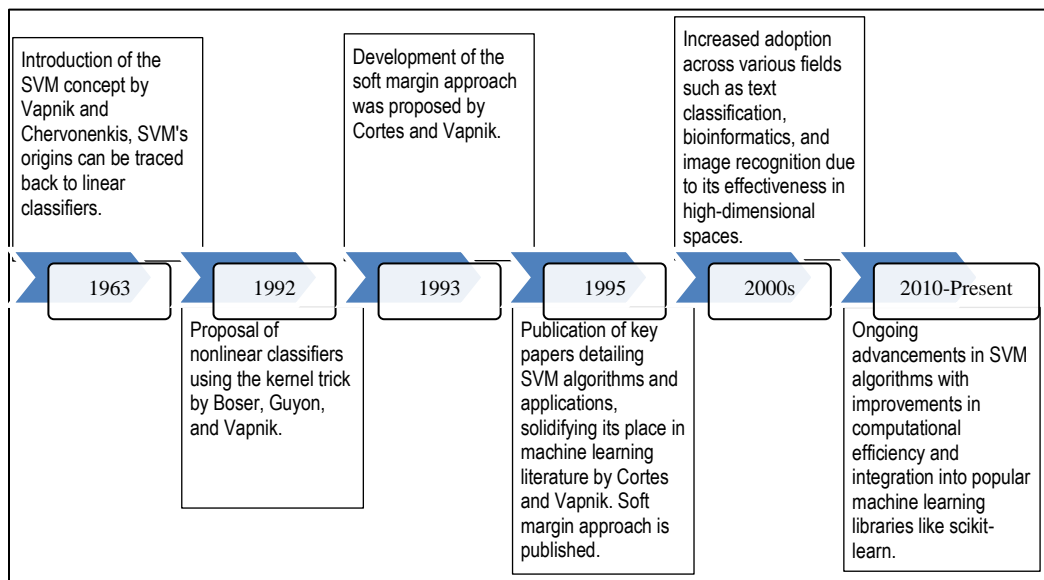 Introduction of the
SVM concept by
Vapnik and
Chervonenkis, SVM's
origins can be traced
back to linear
classifiers.
Development of the
soft margin approach
was proposed by
Cortes and Vapnik.
Increased adoption
across various fields
such as text
classification,
bioinformatics, and
image recognition due
to its effectiveness in
high-dimensional
spaces.
1963
1992
1993
1995
2000s
2010-Present
Proposal of
nonlinear classifiers
using the kernel trick
by Boser, Guyon,
and Vapnik.
Publication of key
papers detailing
SVM algorithms and
applications,
solidifying its place in
machine learning
literature by Cortes
and Vapnik. Soft
margin approach is
published.
Ongoing
advancements in SVM
algorithms with
improvements in
computational
efficiency and
integration into popular
machine learning
libraries like scikit-
learn.